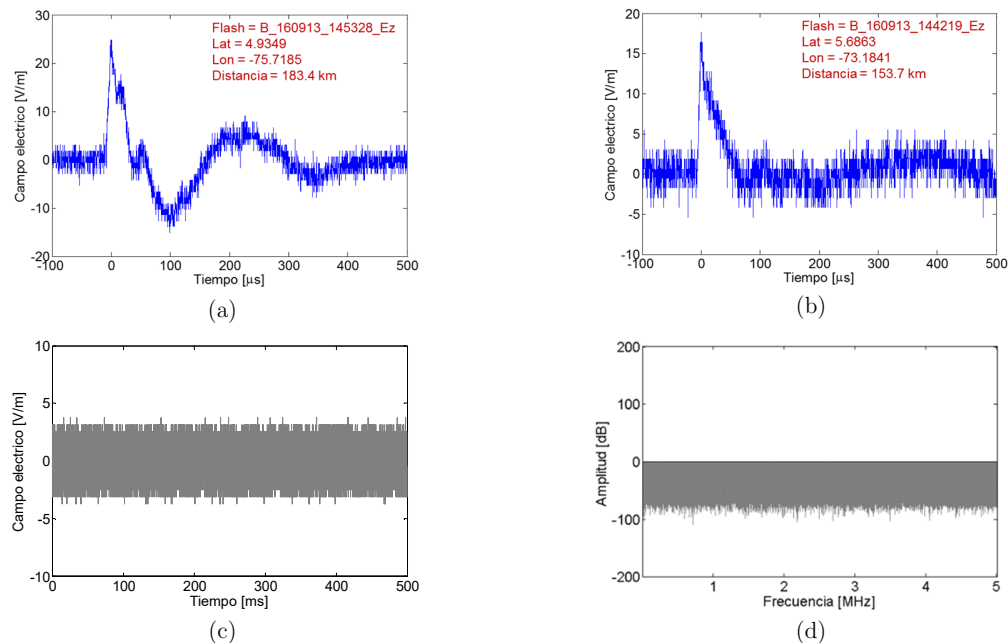 Flash = B_160913_145328_Ez
Lat = 4.9349
Lon = -75.7185
Distancia = 183.4 km
Campo electrico [V/m]
30
20
10
0
-10
-20
-100 0 100 200 300 400 500
Tiempo [μs]
(a)
Flash = B_160913_144219_Ez
Lat = 5.6863
Lon = -73.1841
Distancia = 153.7 km
Campo electrico [V/m]
20
15
10
5
0
-5
-10
-100 0 100 200 300 400 500
Tiempo [μs]
(b)
Campo electrico [V/m]
10
5
0
-5
-10
0 100 200 300 400 500
Tiempo [ms]
(c)
Amplitud [dB]
200
100
0
-100
-200
1 2 3 4 5
Frecuencia [MHz]
(d)